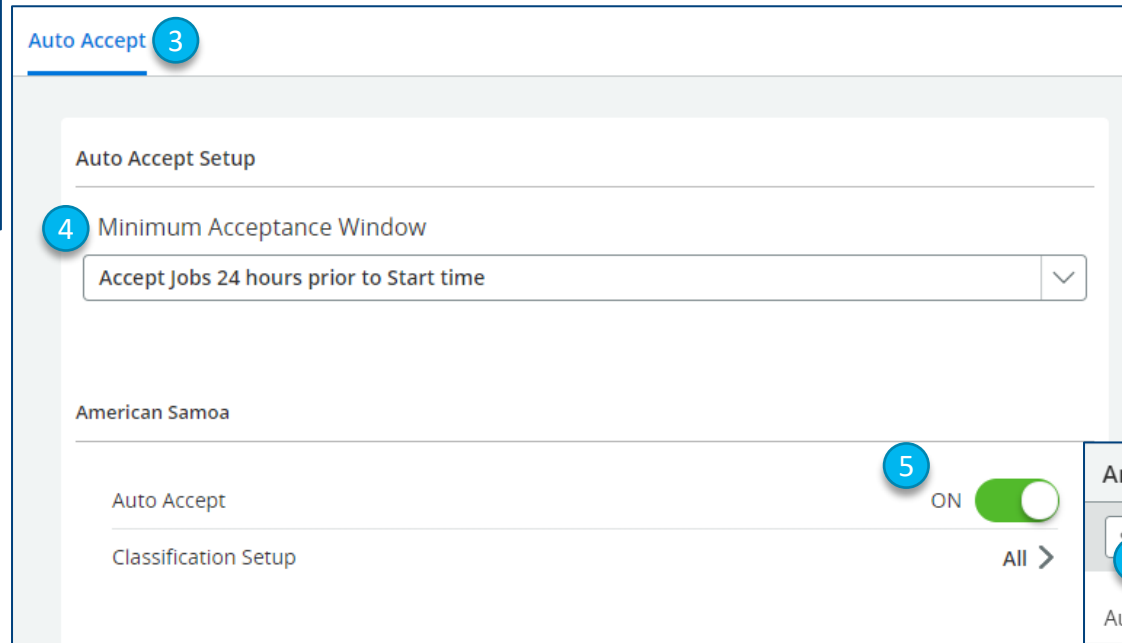 Auto Accept 3
Auto Accept Setup
4 Minimum Acceptance Window
Accept Jobs 24 hours prior to Start time
American Samoa
5
Auto Accept ON
Classification Setup All